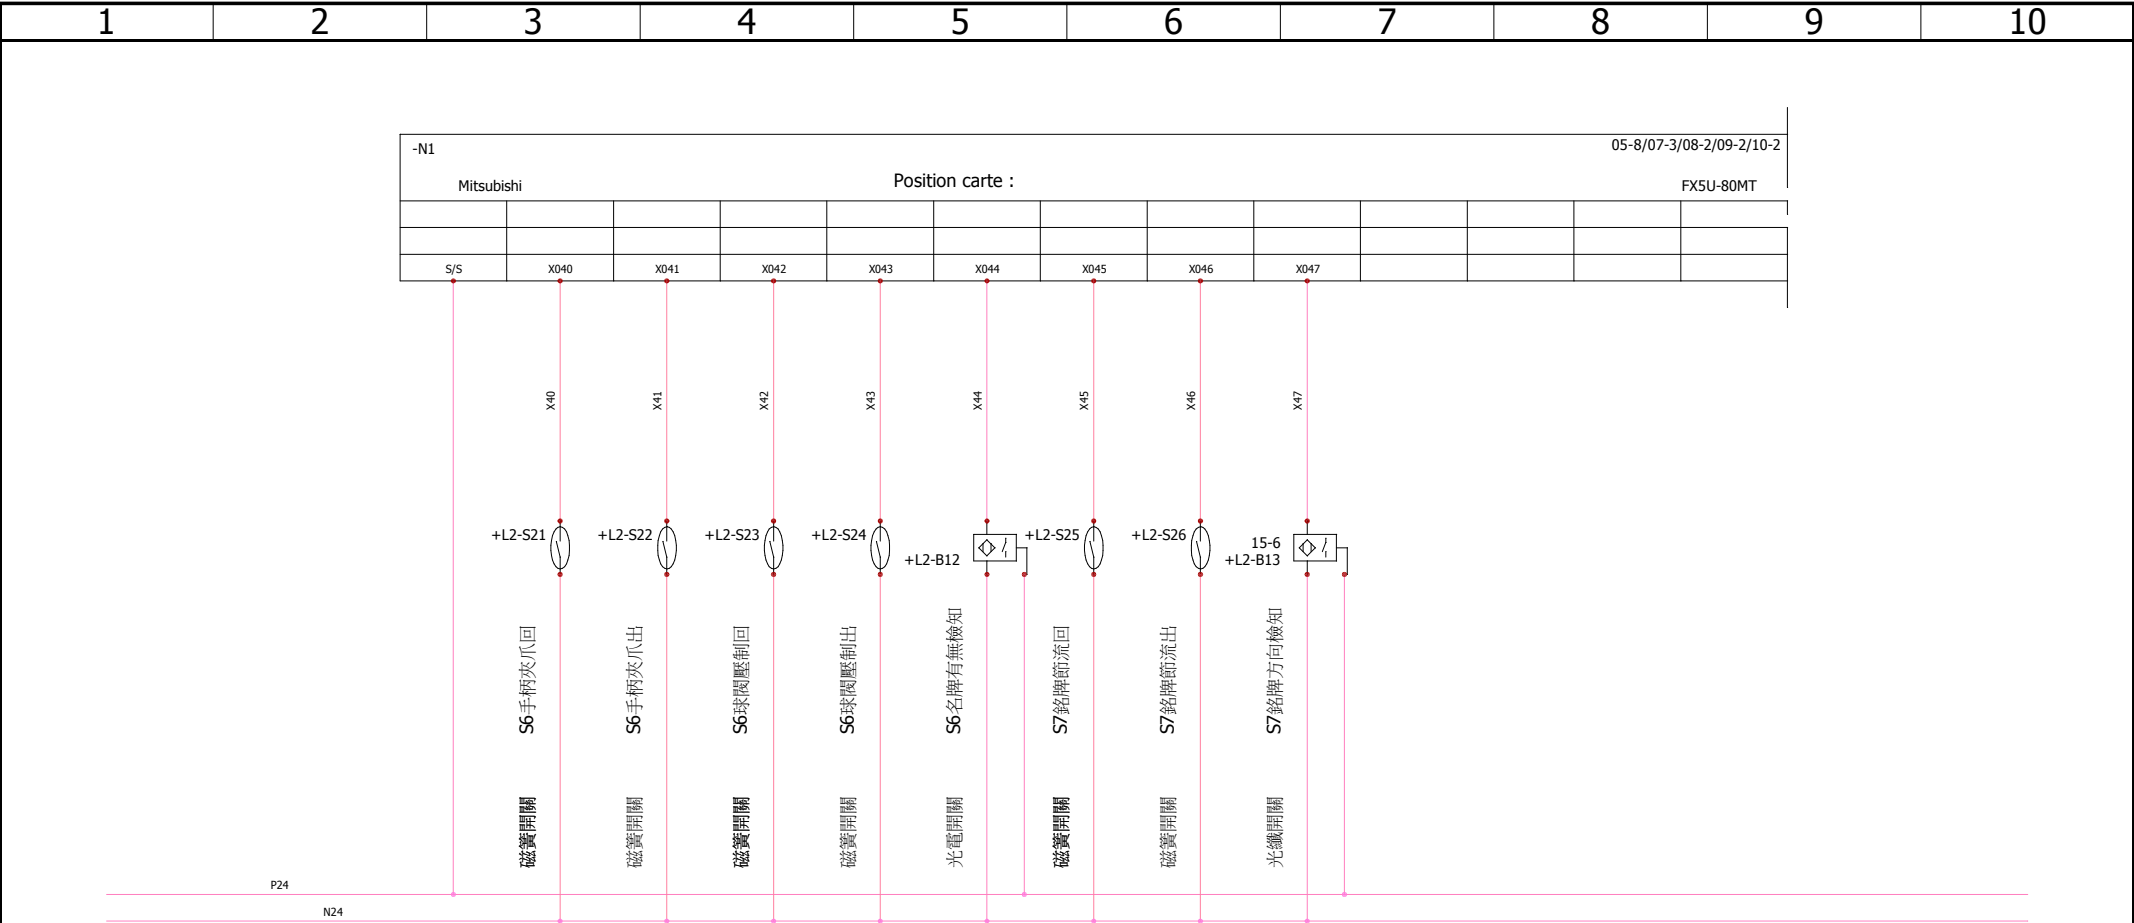 1 2 3 4 5 6 7 8 9 10
-N1 05-8/07-3/08-2/09-2/10-2
Mitsubishi Position carte : FX5U-80MT
S/S X040 X041 X042 X043 X044 X045 X046 X047
X40 X41 X42 X43 X44 X45 X46 X47
+L2-S21 +L2-S22 +L2-S23 +L2-S24 +L2-B12 +L2-S25 +L2-S26 15-6
+L2-B13
S6手柄夾爪回
S6手柄夾爪出
S6球閥壓制回
S6球閥壓制出
S6名牌有無檢知
S7銘牌節流回
S7銘牌節流出
S7銘牌方向檢知
磁簧開關
磁簧開關
磁簧開關
磁簧開關
光電開關
磁簧開關
磁簧開關
光纖開關
P24
N24